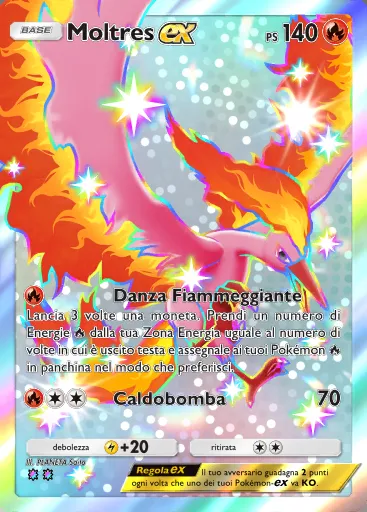 BASE Moltres ex PS 140
Danza Fiammeggiante
Lancia 3 volte una moneta. Prendi un numero di
Energie dalla tua Zona Energia uguale al numero di
volte in cui è uscito testa e assegnale ai tuoi Pokémon
in panchina nel modo che preferisci.
Caldobomba 70
debolezza +20 ritirata
Ill. PLANETA Saito
Regola ex Il tuo avversario guadagna 2 punti
ogni volta che uno dei tuoi Pokémon-ex va KO.